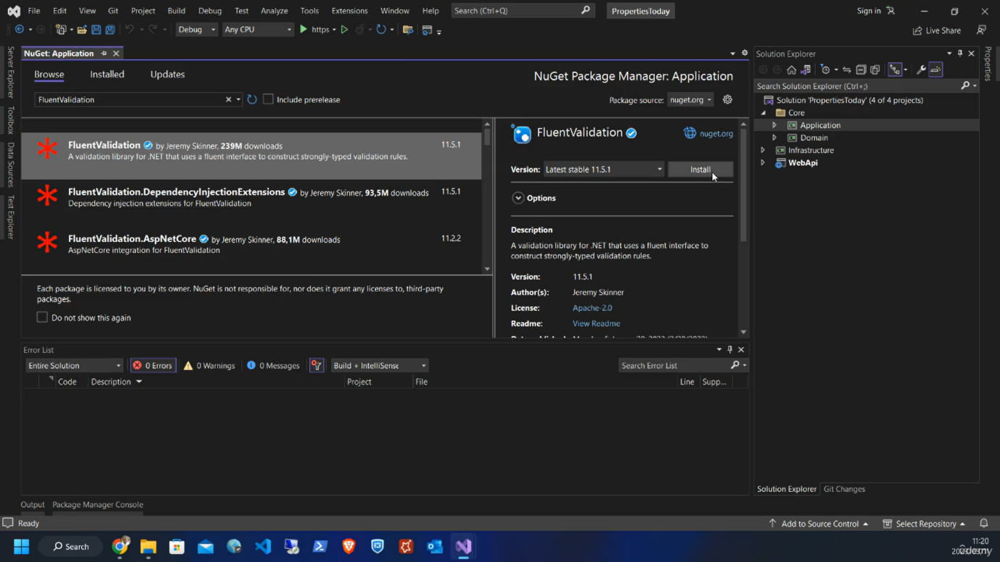 File Edit View Git Project Build Debug Test Analyze Tools Extensions Window Help Search (Ctrl+Q) PropertiesToday Sign in
Debug Any CPU https Live Share
Server Explorer
Toolbox
Data Sources
Test Explorer
NuGet: Application
Browse Installed Updates
NuGet Package Manager: Application
FluentValidation Include prerelease Package source: nuget.org
FluentValidation by Jeremy Skinner, 239M downloads 11.5.1
A validation library for .NET that uses a fluent interface to construct strongly-typed validation rules.
FluentValidation.DependencyInjectionExtensions by Jeremy Skinner, 93,5M downloads 11.5.1
Dependency injection extensions for FluentValidation
FluentValidation.AspNetCore by Jeremy Skinner, 88,1M downloads 11.2.2
AspNetCore integration for FluentValidation
Each package is licensed to you by its owner. NuGet is not responsible for, nor does it grant any licenses to, third-party
packages.
Do not show this again
FluentValidation nuget.org
Version: Latest stable 11.5.1 Install
Options
Description
A validation library for .NET that uses a fluent interface to
construct strongly-typed validation rules.
Version: 11.5.1
Author(s): Jeremy Skinner
License: Apache-2.0
Readme: View Readme
Solution Explorer
Search Solution Explorer (Ctrl+;)
Solution 'PropertiesToday' (4 of 4 projects)
Core
Application
Domain
Infrastructure
WebApi
Properties
Error List
Entire Solution 0 Errors 0 Warnings 0 Messages Build + IntelliSense Search Error List
Code Description Project File Line Supp...
Solution Explorer Git Changes
Output Package Manager Console
Ready Add to Source Control Select Repository
Search
11:20
udemy